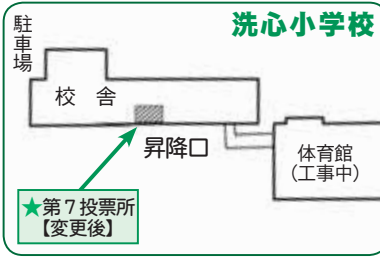 洗心小学校
駐車場
校 舎
昇降口
体育館
(工事中)
★第7投票所
【変更後】